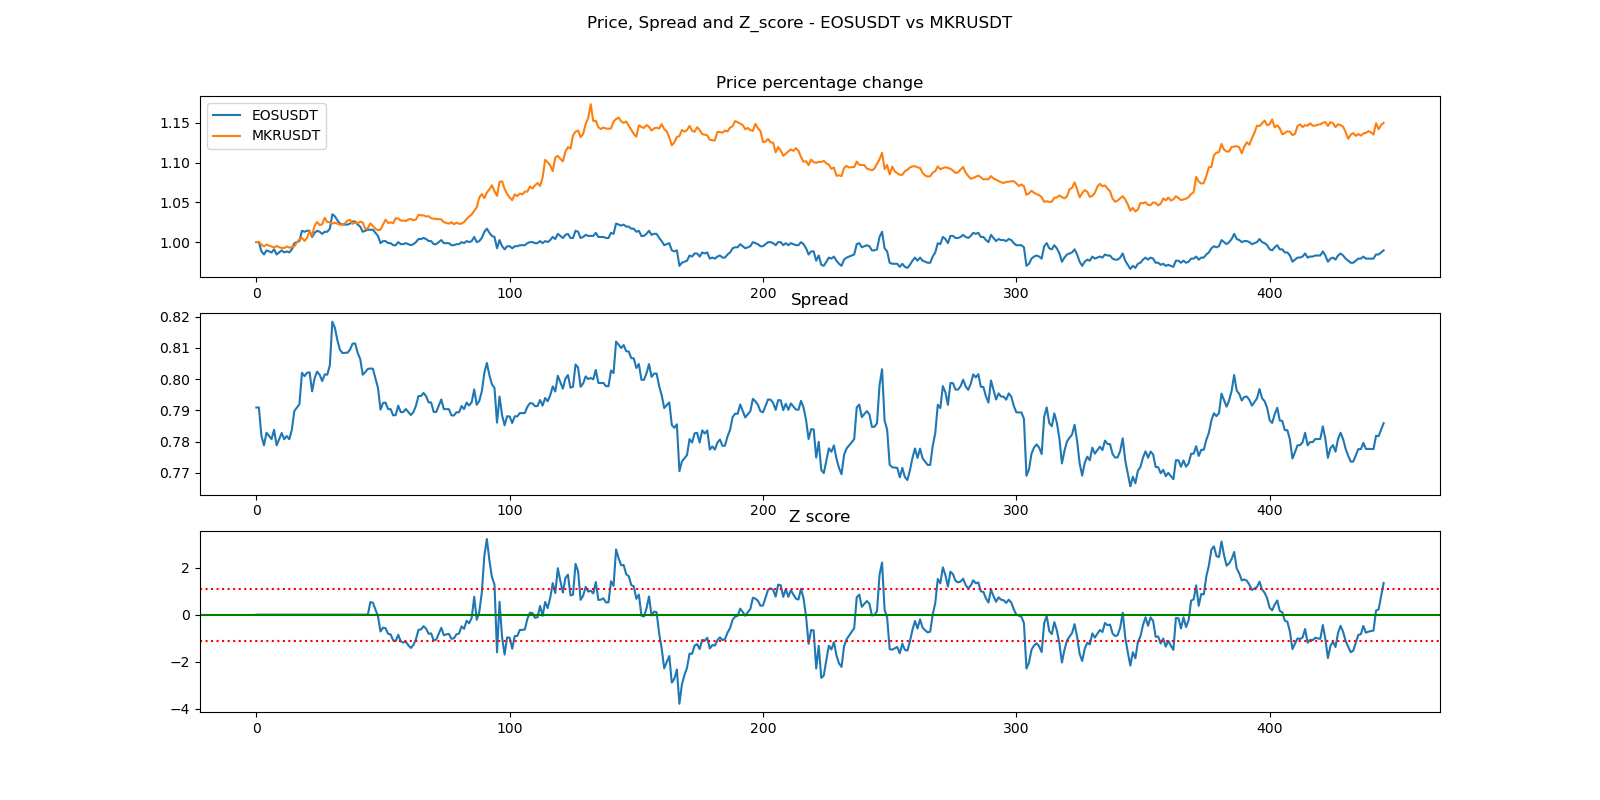 Price, Spread and Z_score - EOSUSDT vs MKRUSDT
Price percentage change
EOSUSDT
MKRUSDT
1.15
1.10
1.05
1.00
0 100 200 300 400
Spread
0.82
0.81
0.80
0.79
0.78
0.77
0 100 200 300 400
Z score
2
0
−2
−4
0 100 200 300 400